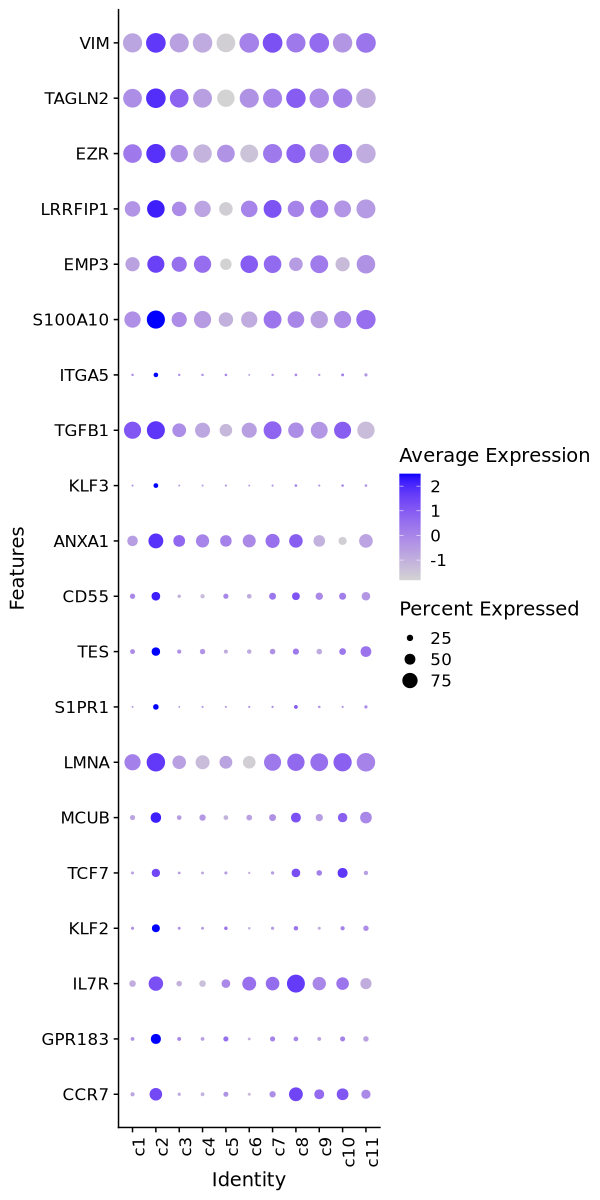 VIM
TAGLN2
EZR
LRRFIP1
EMP3
S100A10
ITGA5
TGFB1
KLF3
ANXA1
CD55
TES
S1PR1
LMNA
MCUB
TCF7
KLF2
IL7R
GPR183
CCR7
Features
c1 c2 c3 c4 c5 c6 c7 c8 c9 c10 c11
Identity
Average Expression
2
1
0
-1
Percent Expressed
25
50
75